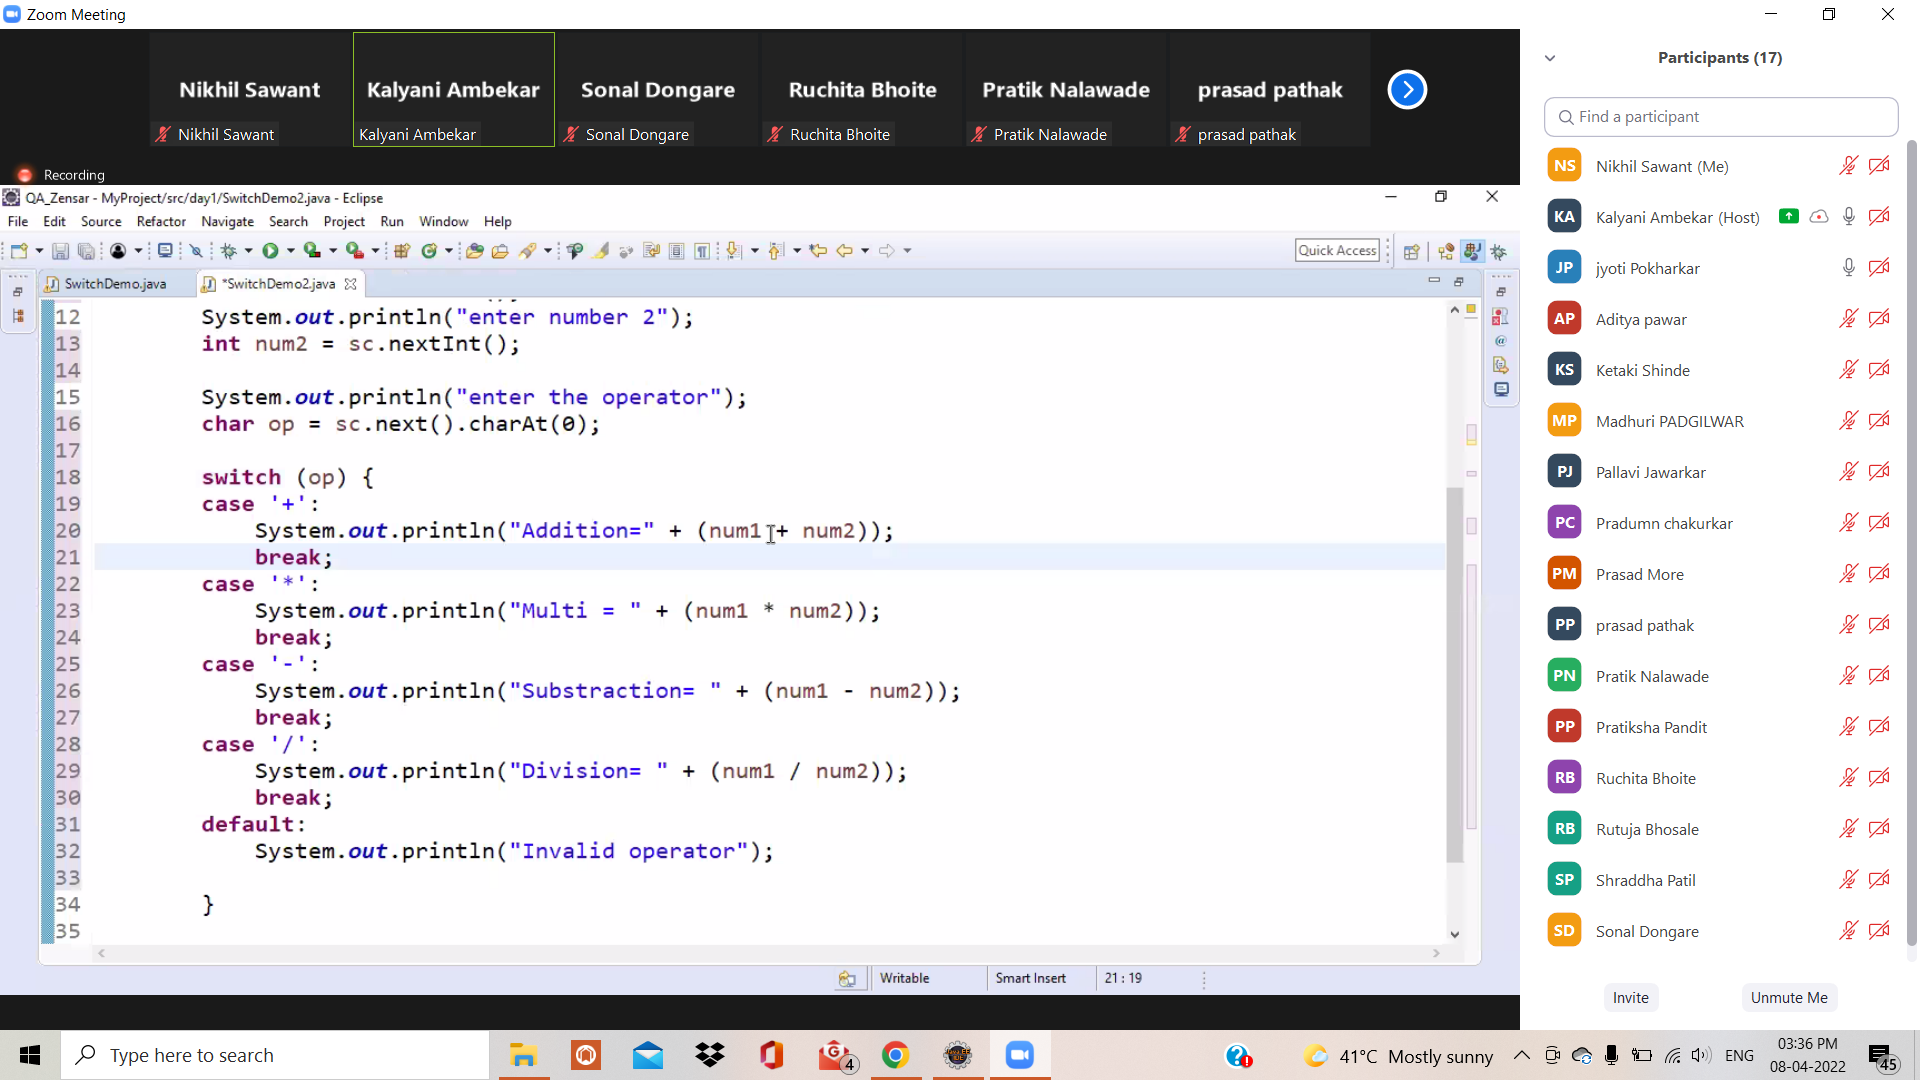 Zoom Meeting
Nikhil Sawant
Kalyani Ambekar
Sonal Dongare
Ruchita Bhoite
Pratik Nalawade
prasad pathak
Nikhil Sawant
Kalyani Ambekar
Sonal Dongare
Ruchita Bhoite
Pratik Nalawade
prasad pathak
Recording
QA_Zensar - MyProject/src/day1/SwitchDemo2.java - Eclipse
File Edit Source Refactor Navigate Search Project Run Window Help
Quick Access
SwitchDemo.java
*SwitchDemo2.java
12 System.out.println("enter number 2");
13 int num2 = sc.nextInt();
14
15 System.out.println("enter the operator");
16 char op = sc.next().charAt(0);
17
18 switch (op) {
19 case '+':
20 System.out.println("Addition=" + (num1 + num2));
21 break;
22 case '*':
23 System.out.println("Multi = " + (num1 * num2));
24 break;
25 case '-':
26 System.out.println("Substraction= " + (num1 - num2));
27 break;
28 case '/':
29 System.out.println("Division= " + (num1 / num2));
30 break;
31 default:
32 System.out.println("Invalid operator");
33
34 }
35
Writable
Smart Insert
21 : 19
Participants (17)
Find a participant
NS Nikhil Sawant (Me)
KA Kalyani Ambekar (Host)
JP jyoti Pokharkar
AP Aditya pawar
KS Ketaki Shinde
MP Madhuri PADGILWAR
PJ Pallavi Jawarkar
PC Pradumn chakurkar
PM Prasad More
PP prasad pathak
PN Pratik Nalawade
PP Pratiksha Pandit
RB Ruchita Bhoite
RB Rutuja Bhosale
SP Shraddha Patil
SD Sonal Dongare
Invite
Unmute Me
Type here to search
4
41°C Mostly sunny
ENG
03:36 PM
08-04-2022
45